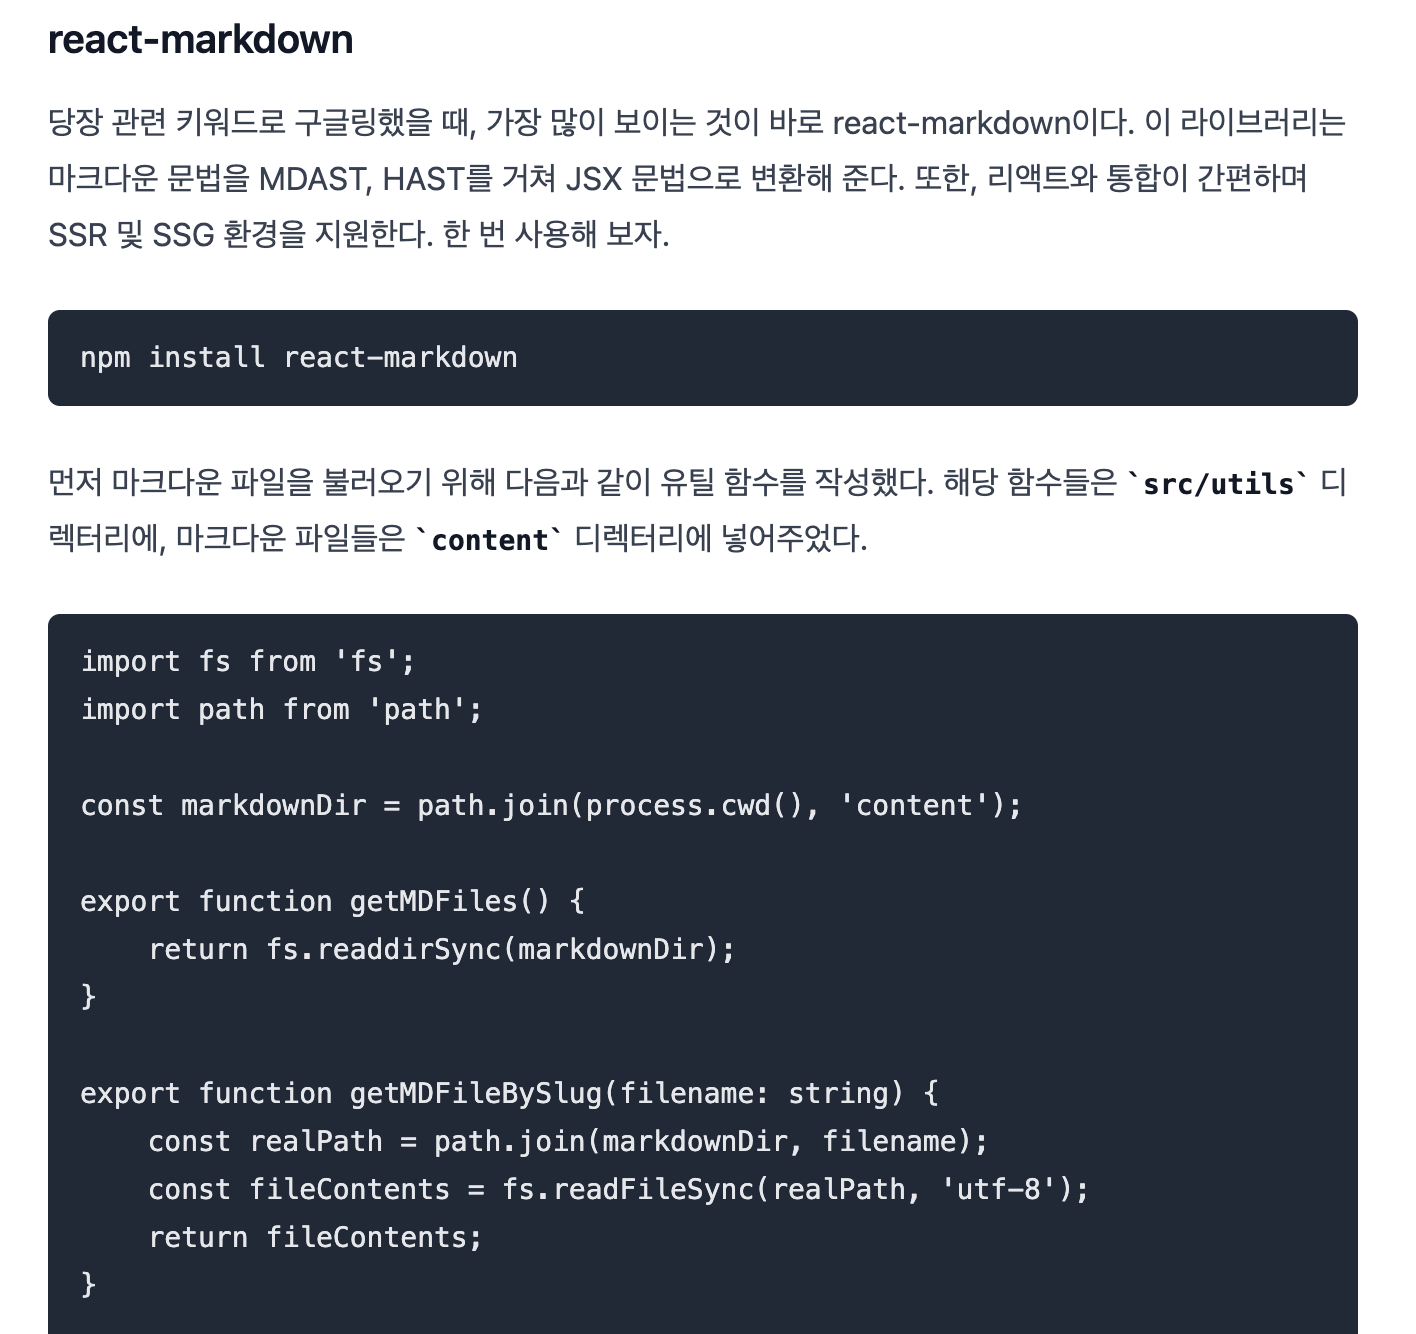 react-markdown
당장 관련 키워드로 구글링했을 때, 가장 많이 보이는 것이 바로 react-markdown이다. 이 라이브러리는
마크다운 문법을 MDAST, HAST를 거쳐 JSX 문법으로 변환해 준다. 또한, 리액트와 통합이 간편하며
SSR 및 SSG 환경을 지원한다. 한 번 사용해 보자.
npm install react-markdown
먼저 마크다운 파일을 불러오기 위해 다음과 같이 유틸 함수를 작성했다. 해당 함수들은 `src/utils` 디
렉터리에, 마크다운 파일들은 `content` 디렉터리에 넣어주었다.
import fs from 'fs';
import path from 'path';
const markdownDir = path.join(process.cwd(), 'content');
export function getMDFiles() {
    return fs.readdirSync(markdownDir);
}
export function getMDFileBySlug(filename: string) {
    const realPath = path.join(markdownDir, filename);
    const fileContents = fs.readFileSync(realPath, 'utf-8');
    return fileContents;
}